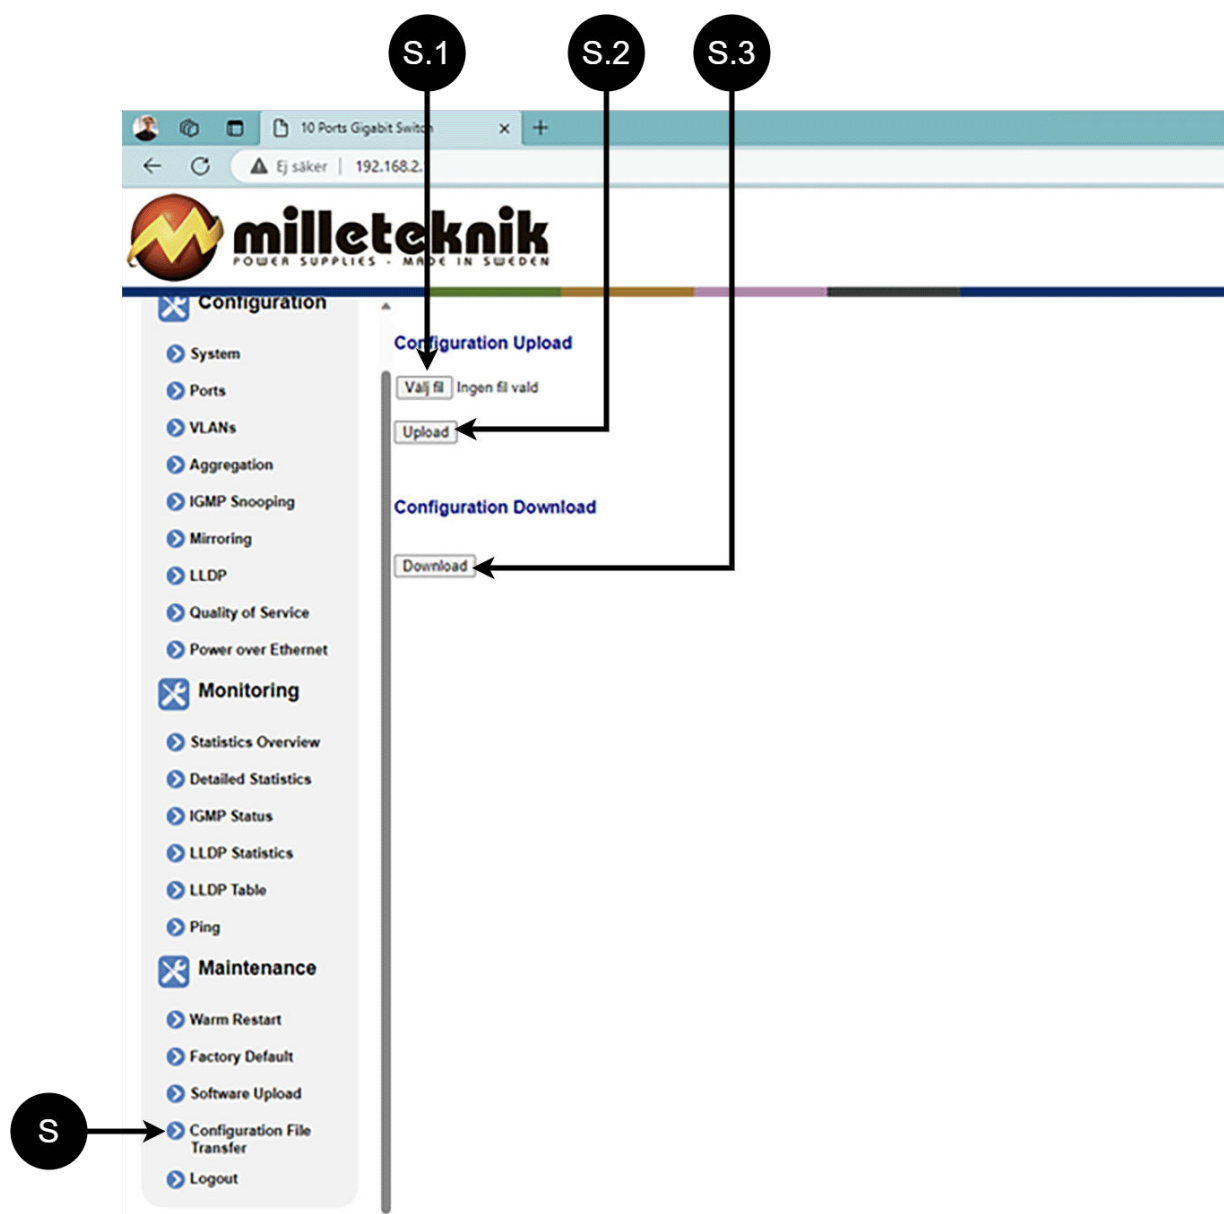 S.1 S.2 S.3
10 Ports Gigabit Switch
Ej säker | 192.168.2.
milleteknik
POWER SUPPLIES - MADE IN SWEDEN
Configuration
System
Ports
VLANs
Aggregation
IGMP Snooping
Mirroring
LLDP
Quality of Service
Power over Ethernet
Monitoring
Statistics Overview
Detailed Statistics
IGMP Status
LLDP Statistics
LLDP Table
Ping
Maintenance
Warm Restart
Factory Default
Software Upload
S
Configuration File
Transfer
Logout
Configuration Upload
Välj fil Ingen fil vald
Upload
Configuration Download
Download